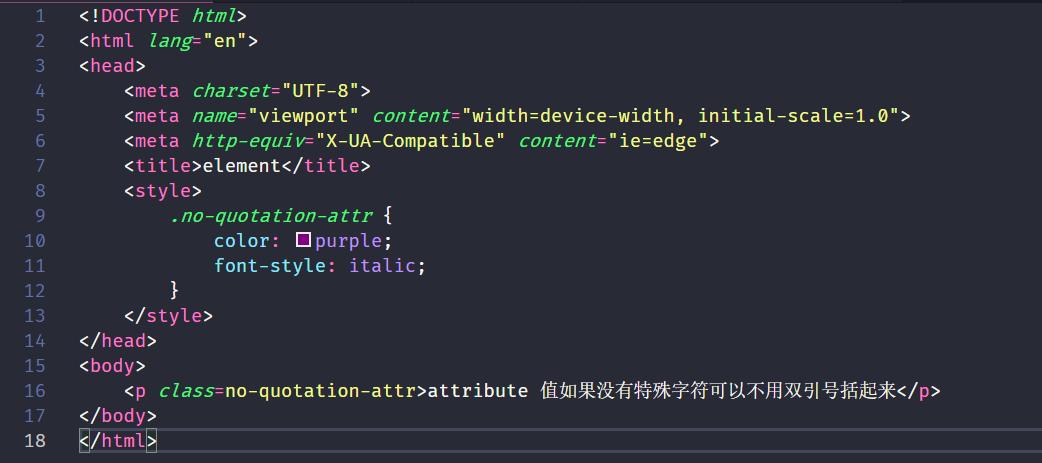 1 <!DOCTYPE html>
2 <html lang="en">
3 <head>
4     <meta charset="UTF-8">
5     <meta name="viewport" content="width=device-width, initial-scale=1.0">
6     <meta http-equiv="X-UA-Compatible" content="ie=edge">
7     <title>element</title>
8     <style>
9         .no-quotation-attr {
10             color: purple;
11             font-style: italic;
12         }
13     </style>
14 </head>
15 <body>
16     <p class=no-quotation-attr>attribute 值如果没有特殊字符可以不用双引号括起来</p>
17 </body>
18 </html>